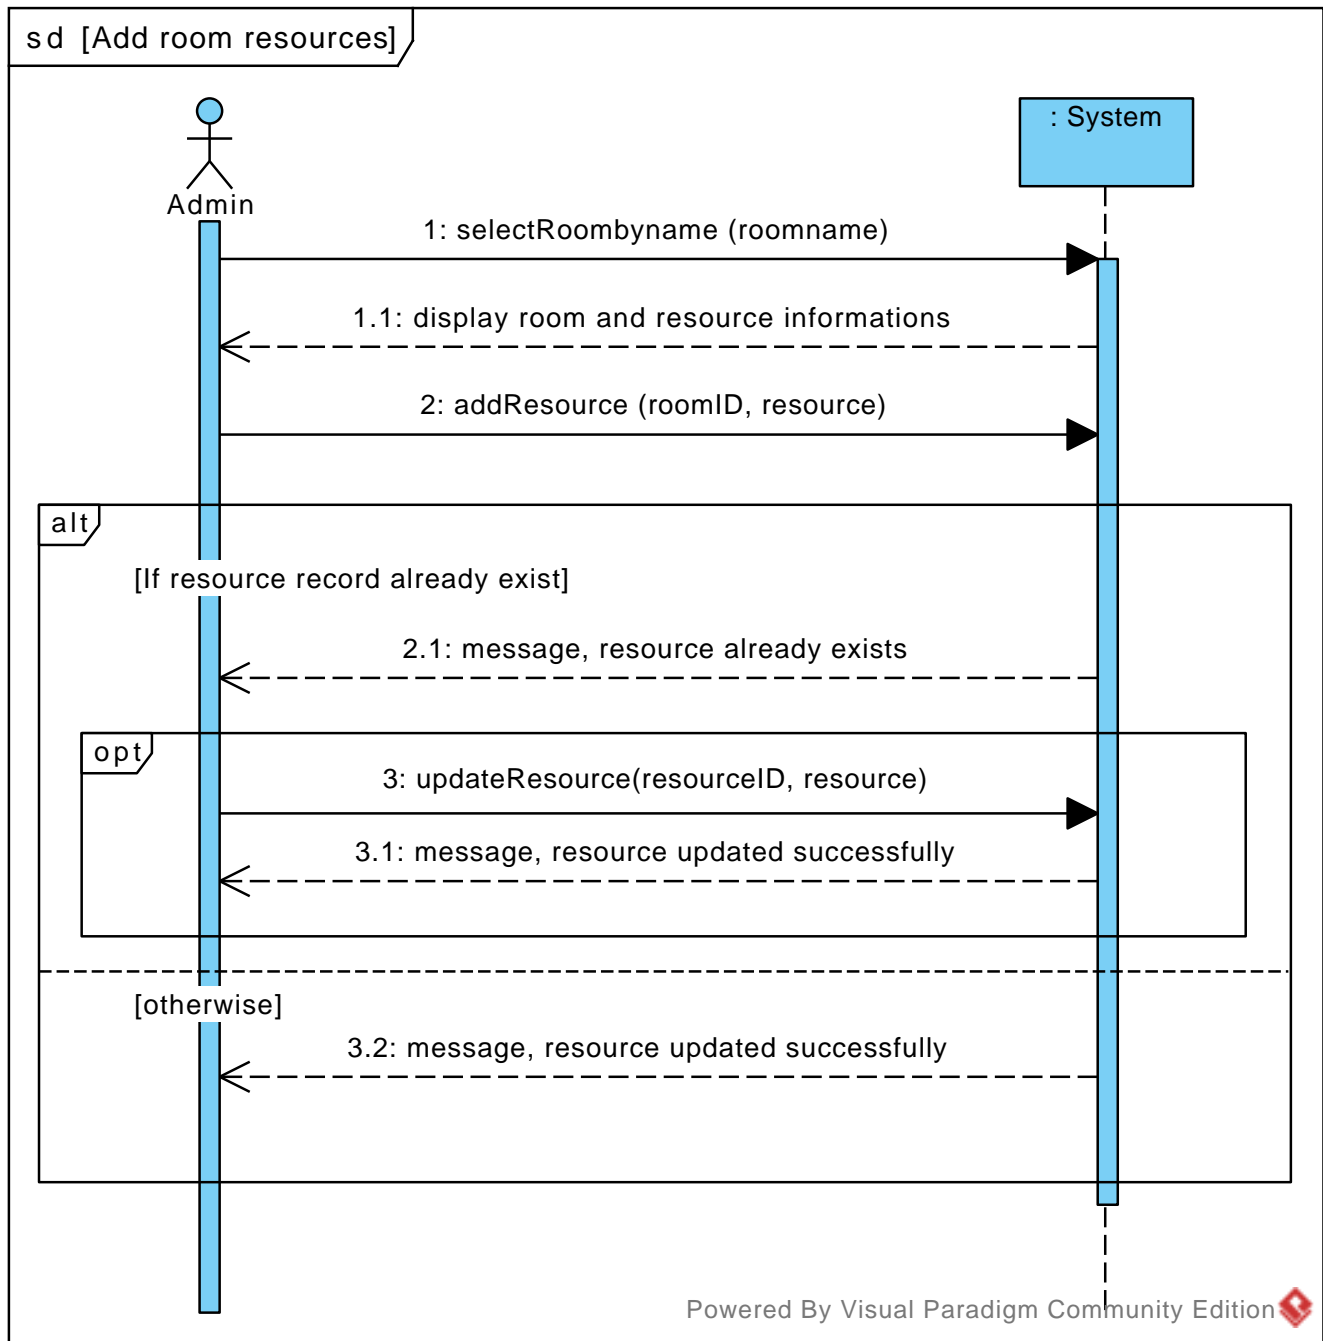 sd [Add room resources]
: System
Admin
1: selectRoombyname (roomname)
1.1: display room and resource informations
2: addResource (roomID, resource)
alt
[If resource record already exist]
2.1: message, resource already exists
opt
3: updateResource(resourceID, resource)
3.1: message, resource updated successfully
[otherwise]
3.2: message, resource updated successfully
Powered By Visual Paradigm Community Edition